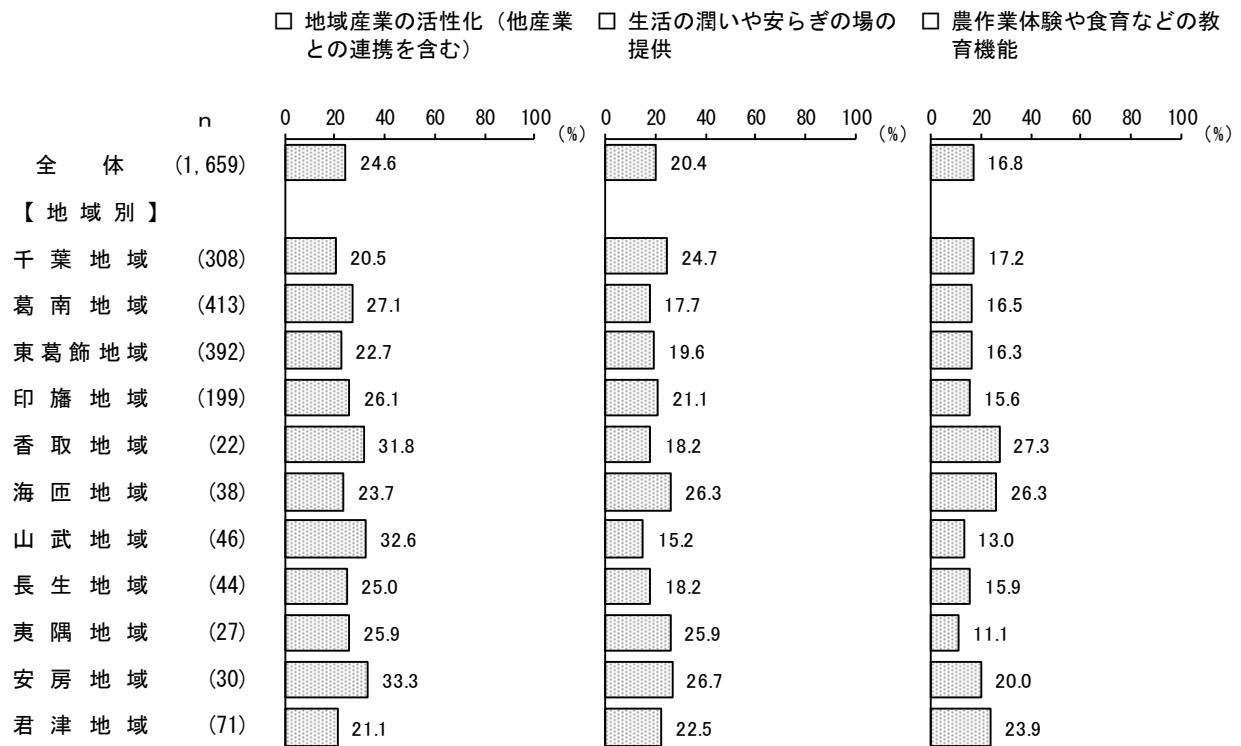 □ 地域産業の活性化（他産業との連携を含む）
□ 生活の潤いや安らぎの場の提供
□ 農作業体験や食育などの教育機能
n 0 20 40 60 80 100 (%) 0 20 40 60 80 100 (%) 0 20 40 60 80 100 (%)
全体 (1,659) 24.6 20.4 16.8
【地域別】
千葉地域 (308) 20.5 24.7 17.2
葛南地域 (413) 27.1 17.7 16.5
東葛飾地域 (392) 22.7 19.6 16.3
印旛地域 (199) 26.1 21.1 15.6
香取地域 (22) 31.8 18.2 27.3
海匝地域 (38) 23.7 26.3 26.3
山武地域 (46) 32.6 15.2 13.0
長生地域 (44) 25.0 18.2 15.9
夷隅地域 (27) 25.9 25.9 11.1
安房地域 (30) 33.3 26.7 20.0
君津地域 (71) 21.1 22.5 23.9